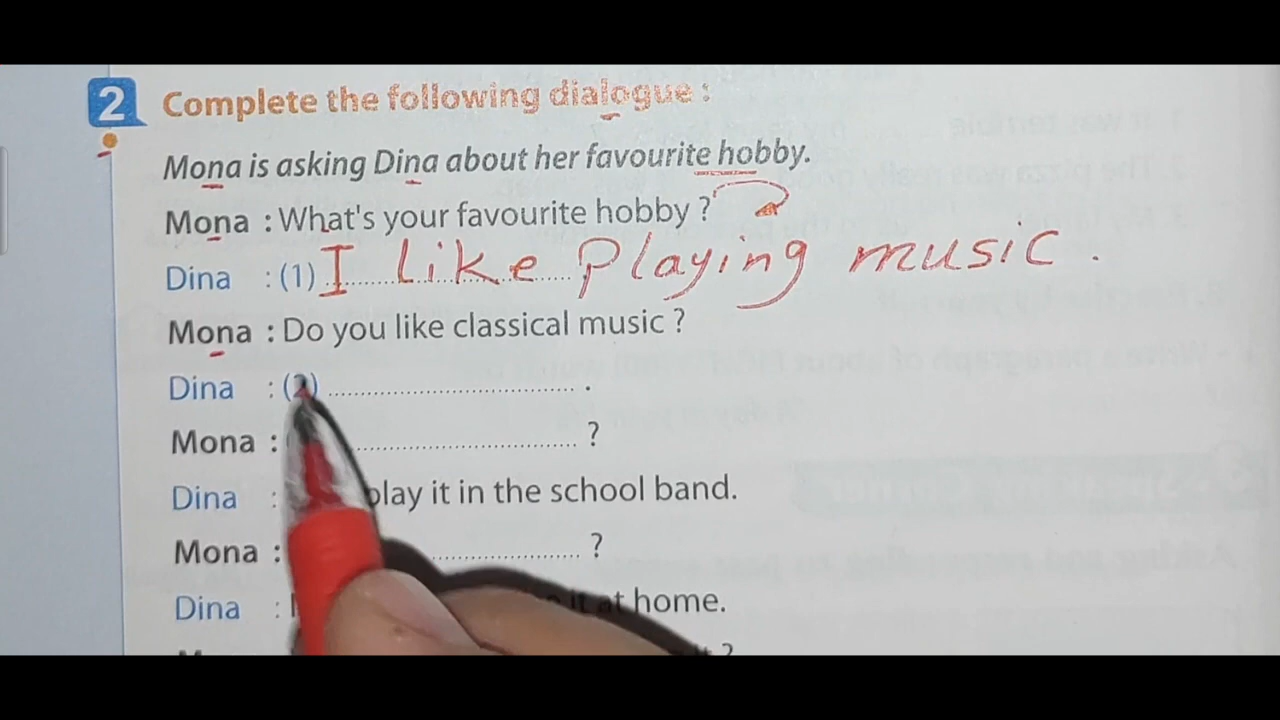 2 Complete the following dialogue :
Mona is asking Dina about her favourite hobby.
Mona : What's your favourite hobby ?
Dina : (1) I like Playing music .
Mona : Do you like classical music ?
Dina : (2) .............................. .
Mona : .............................. ?
Dina : play it in the school band.
Mona : .............................. ?
Dina : it at home.